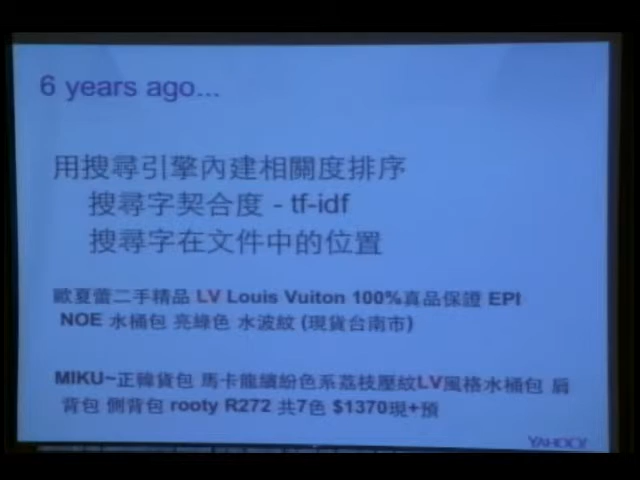 6 years ago...
用搜尋引擎內建相關度排序
搜尋字契合度 - tf-idf
搜尋字在文件中的位置
歐夏蕾二手精品 LV Louis Vuiton 100%真品保證 EPI
NOE 水桶包 亮綠色 水波紋 (現貨台南市)
MIKU~正韓貨包 馬卡龍繽紛色系荔枝壓紋LV風格水桶包 肩
背包 側背包 rooty R272 共7色 $1370現+預
YAHOO!